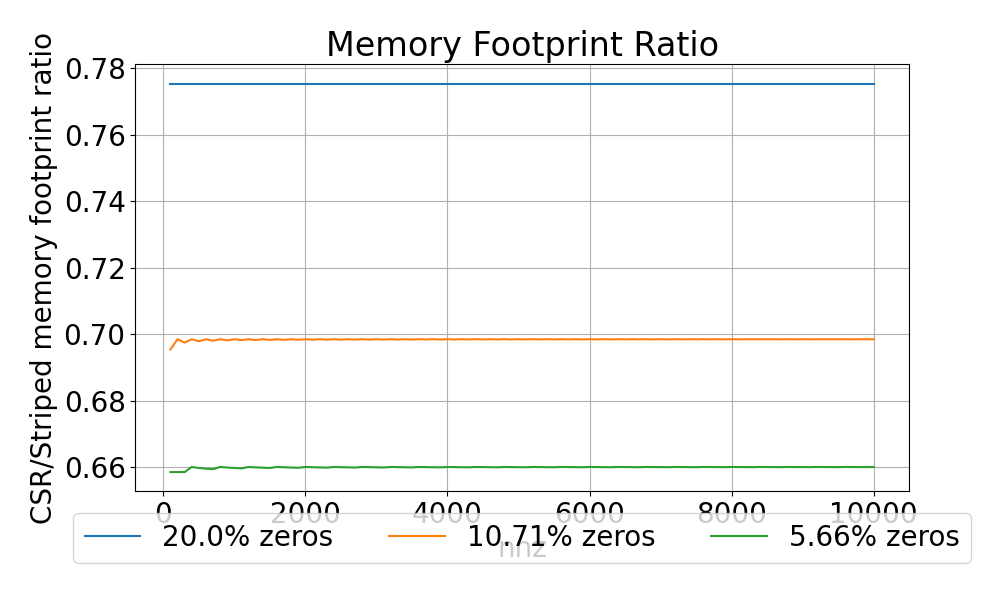 Memory Footprint Ratio
CSR/Striped memory footprint ratio
0.78
0.76
0.74
0.72
0.70
0.68
0.66
0 2000 4000 6000 8000 10000
nnz
20.0% zeros 10.71% zeros 5.66% zeros